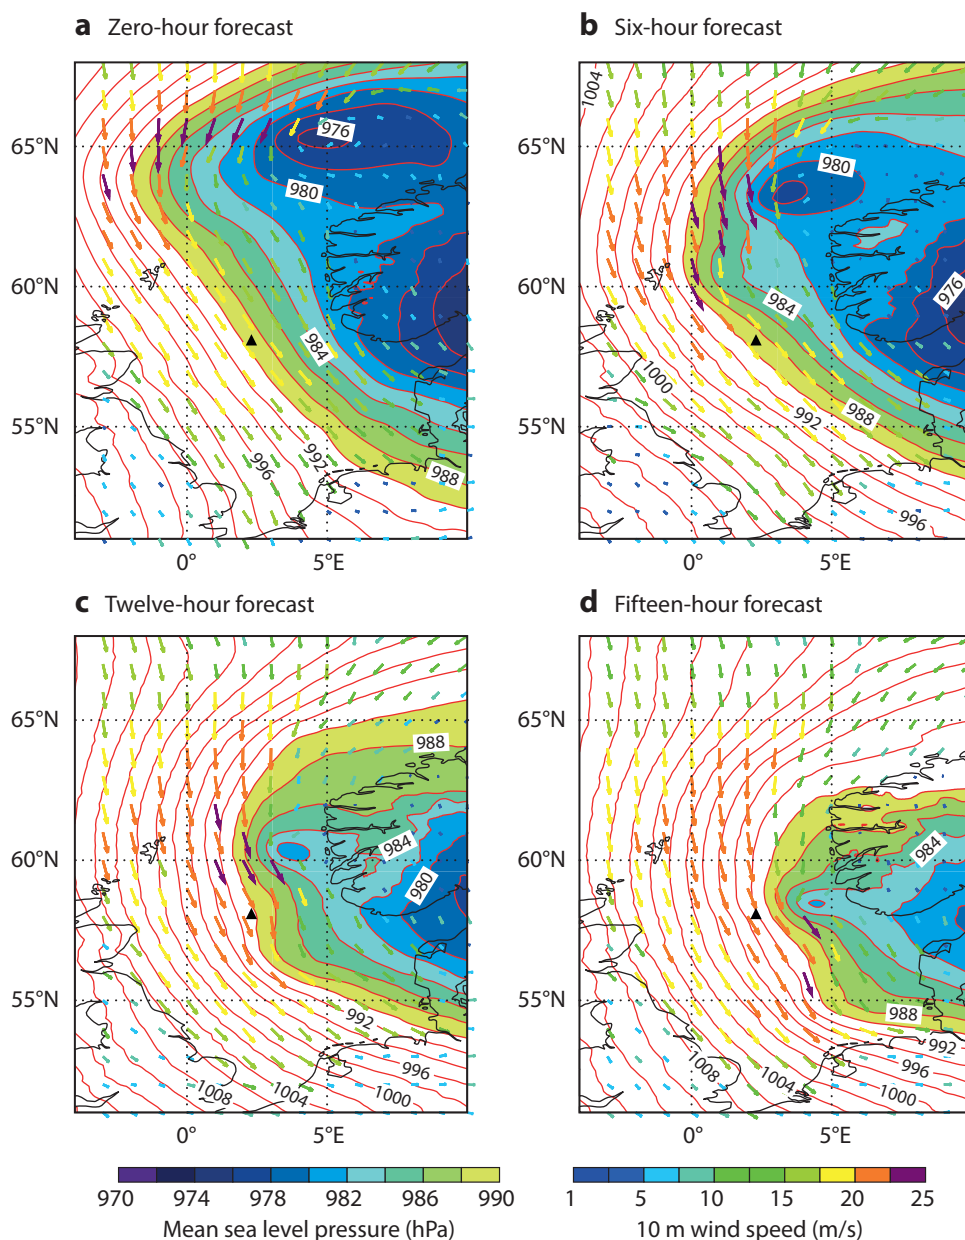 a Zero-hour forecast
b Six-hour forecast
65°N
60°N
55°N
0°
5°E
976
980
984
988
992
996
65°N
60°N
55°N
0°
5°E
1004
980
976
984
988
992
1000
996
c Twelve-hour forecast
d Fifteen-hour forecast
65°N
60°N
55°N
0°
5°E
988
984
980
992
996
1000
1004
1008
65°N
60°N
55°N
0°
5°E
984
988
992
996
1000
1004
1008
970 974 978 982 986 990
Mean sea level pressure (hPa)
1 5 10 15 20 25
10 m wind speed (m/s)